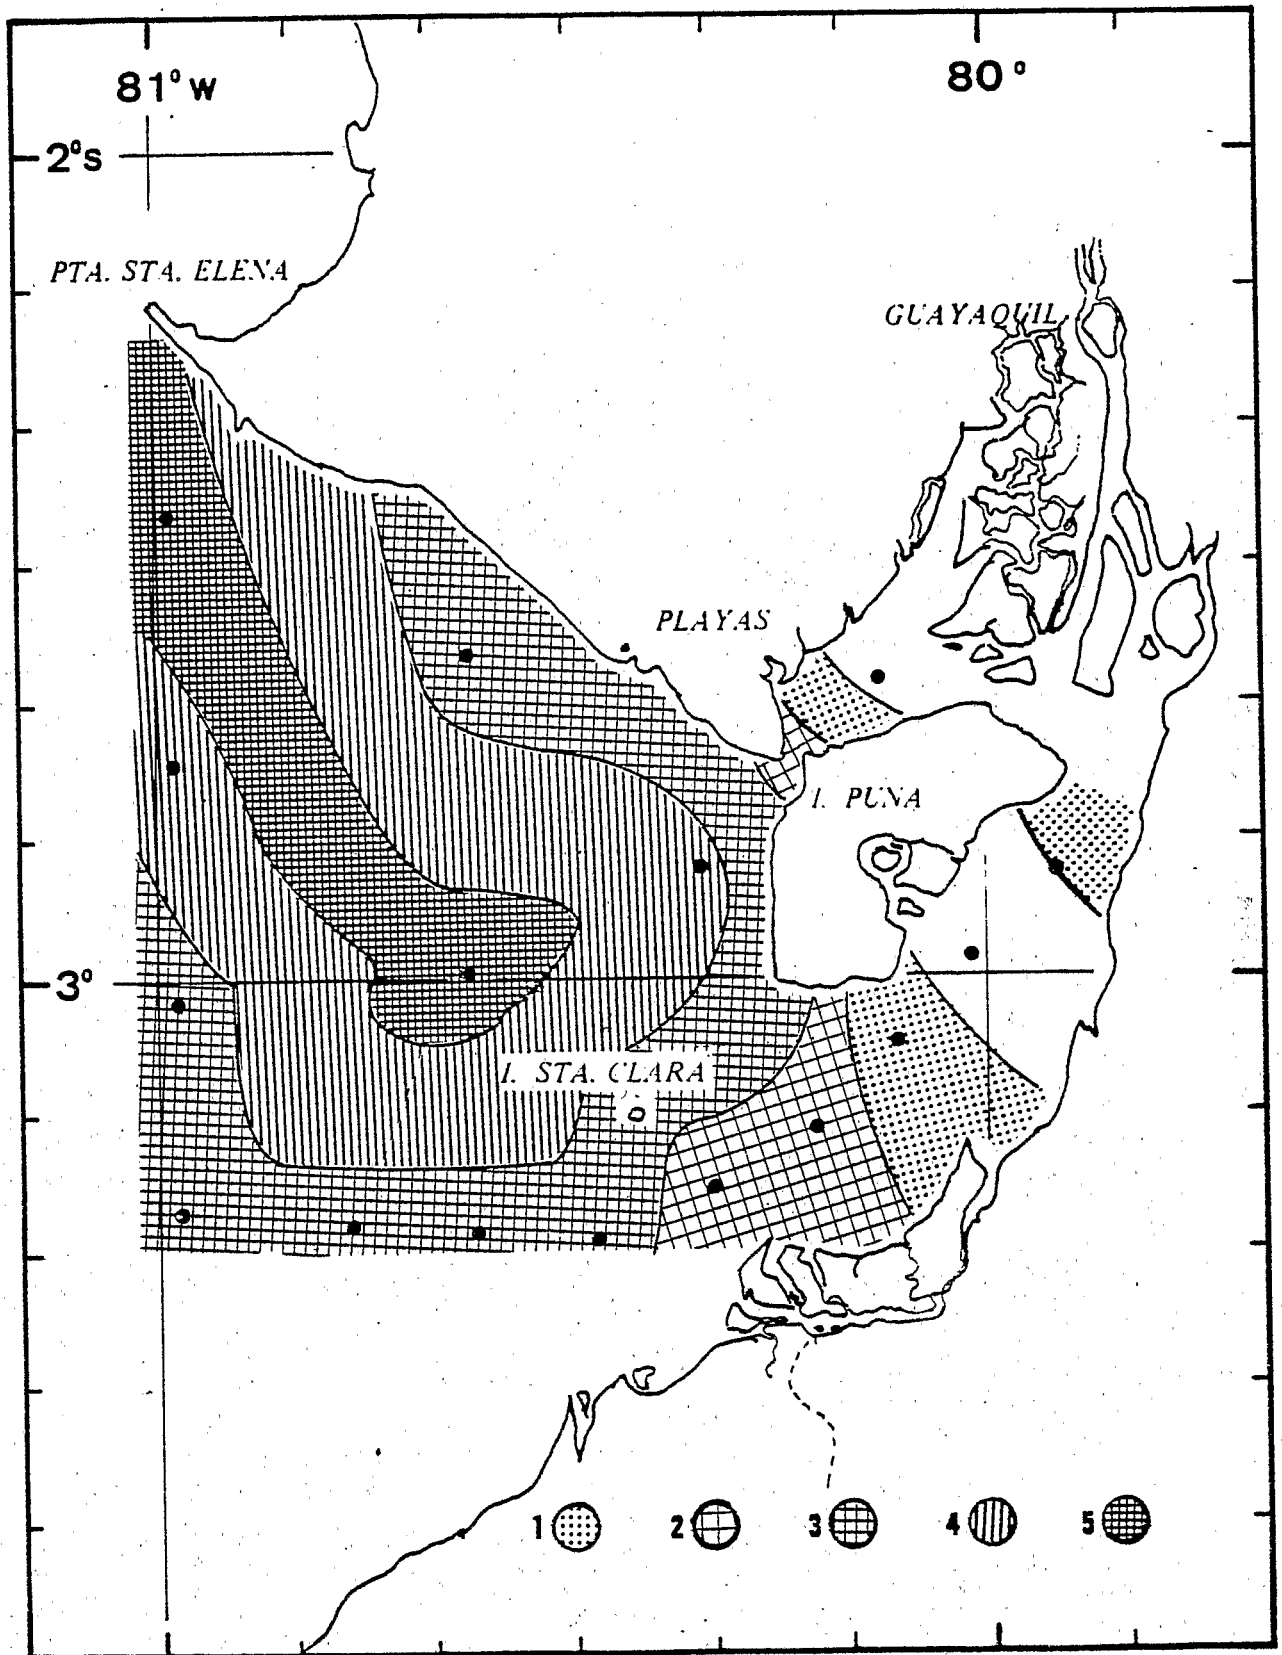 81° W
80°
2°S
PTA. STA. ELENA
GUAYAQUIL
PLAYAS
I. PUNA
3°
I. STA. CLARA
1 2 3 4 5